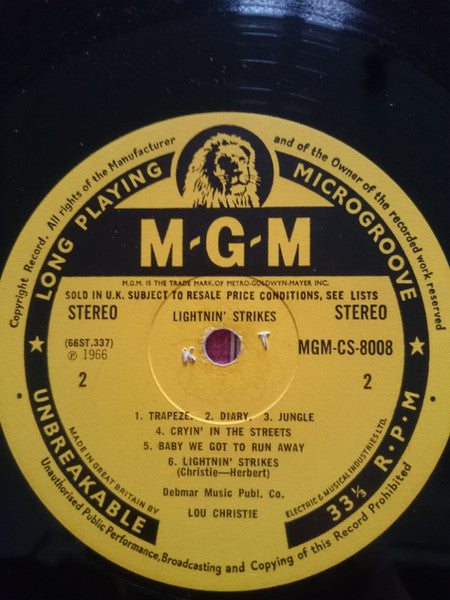 Copyright Record. All rights of the Manufacturer and of the Owner of the recorded work reserved
LONG PLAYING MICROGROOVE
M-G-M
M.G.M. IS THE TRADE MARK, OF METRO-GOLDWYN-MAYER INC.
SOLD IN U.K. SUBJECT TO RESALE PRICE CONDITIONS, SEE LISTS
STEREO LIGHTNIN' STRIKES STEREO
(66ST.337) K T MGM-CS-8008
℗ 1966
2 2
1. TRAPEZE. 2. DIARY. 3. JUNGLE
4. CRYIN' IN THE STREETS
5. BABY WE GOT TO RUN AWAY
6. LIGHTNIN' STRIKES
(Christie—Herbert)
Debmar Music Publ. Co.
LOU CHRISTIE
MADE IN GREAT BRITAIN BY ELECTRIC & MUSICAL INDUSTRIES LTD.
UNBREAKABLE 33⅓ R.P.M
Unauthorised Public Performance, Broadcasting and Copying of this Record Prohibited